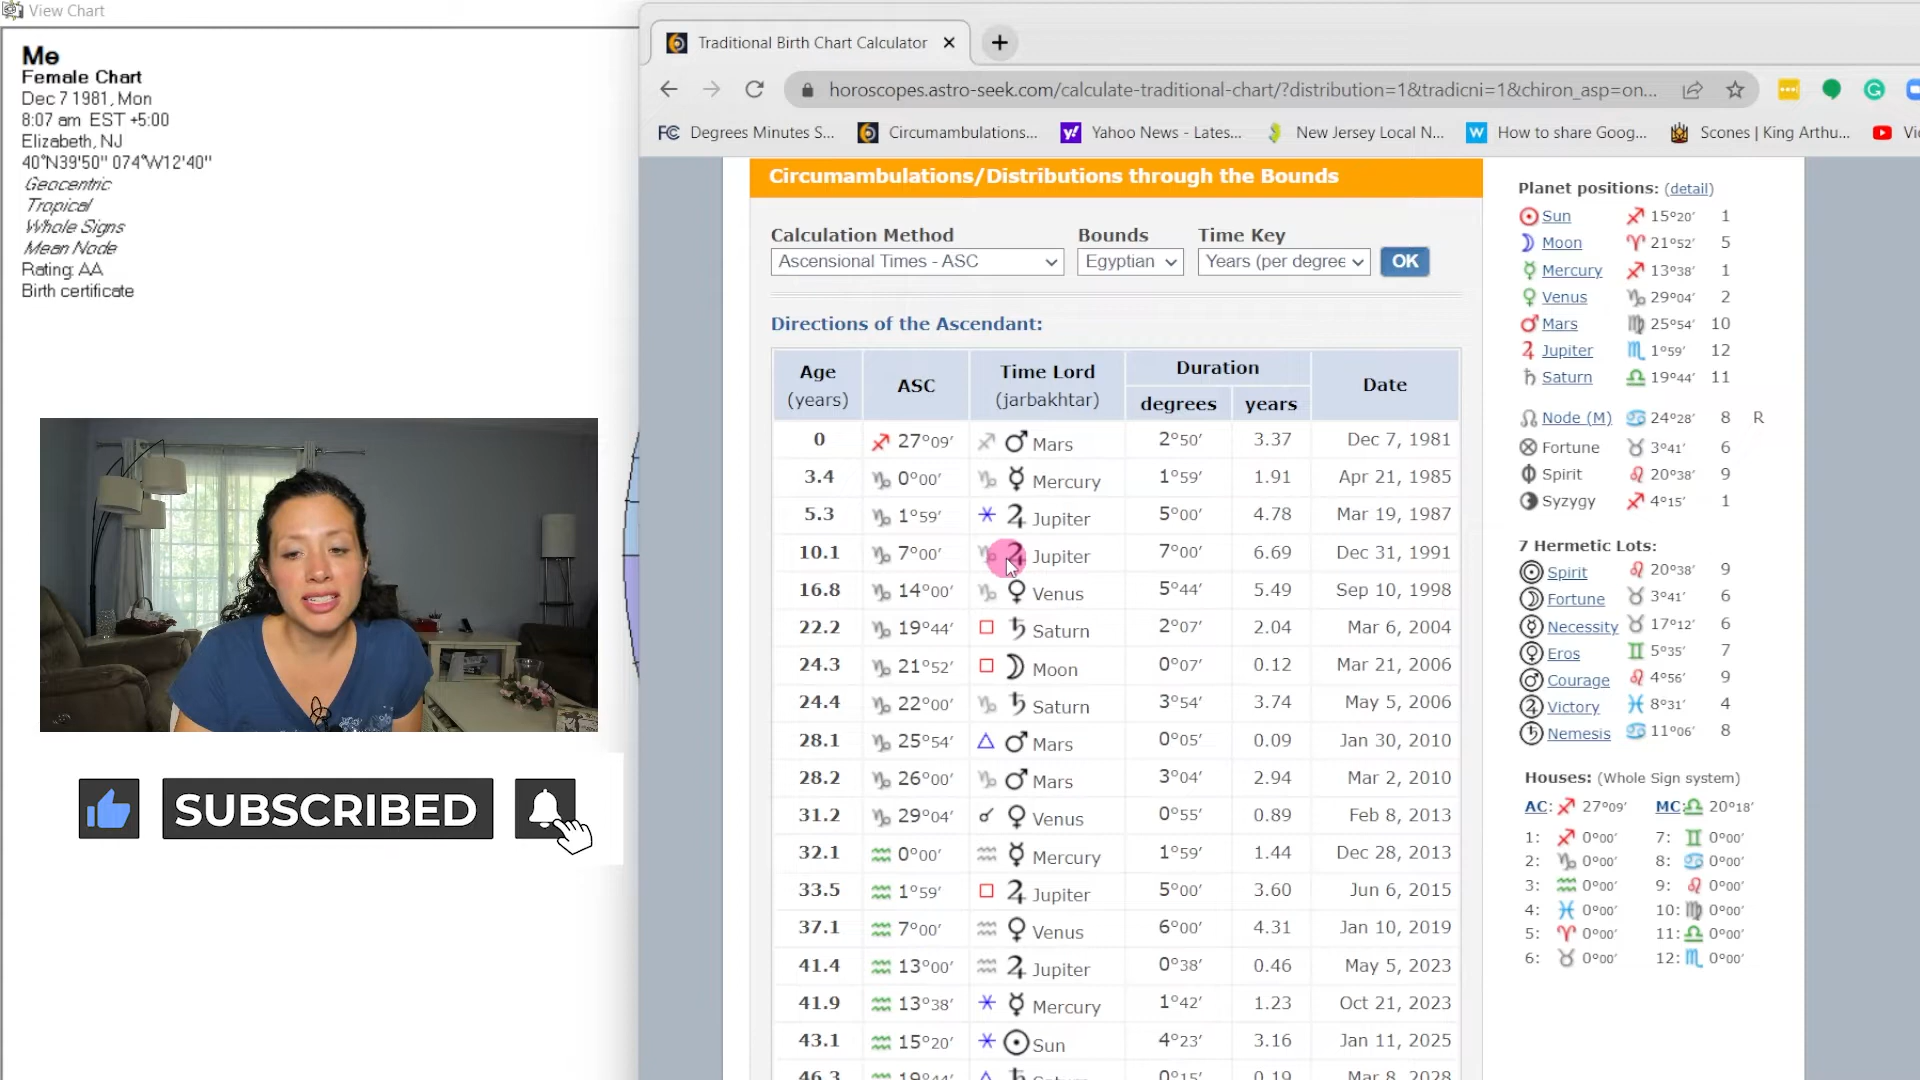 View Chart
Me
Female Chart
Dec 7 1981, Mon
8:07 am EST +5:00
Elizabeth, NJ
40°N39'50" 074°W12'40"
Geocentric
Tropical
Whole Signs
Mean Node
Rating: AA
Birth certificate
SUBSCRIBED
Traditional Birth Chart Calculator
horoscopes.astro-seek.com/calculate-traditional-chart/?distribution=1&tradicni=1&chiron_asp=on...
FC Degrees Minutes S... Circumambulations... Yahoo News - Lates... New Jersey Local N... W How to share Goog... Scones | King Arthu...
Circumambulations/Distributions through the Bounds
Calculation Method Bounds Time Key
Ascensional Times - ASC Egyptian Years (per degree OK
Directions of the Ascendant:
Age (years) ASC Time Lord (jarbakhtar) Duration degrees years Date
0 ♐ 27°09' ♐ ♂ Mars 2°50' 3.37 Dec 7, 1981
3.4 ♑ 0°00' ♑ ☿ Mercury 1°59' 1.91 Apr 21, 1985
5.3 ♑ 1°59' ⚹ ♃ Jupiter 5°00' 4.78 Mar 19, 1987
10.1 ♑ 7°00' ♑ ♃ Jupiter 7°00' 6.69 Dec 31, 1991
16.8 ♑ 14°00' ♑ ♀ Venus 5°44' 5.49 Sep 10, 1998
22.2 ♑ 19°44' □ ♄ Saturn 2°07' 2.04 Mar 6, 2004
24.3 ♑ 21°52' □ ☽ Moon 0°07' 0.12 Mar 21, 2006
24.4 ♑ 22°00' ♑ ♄ Saturn 3°54' 3.74 May 5, 2006
28.1 ♑ 25°54' △ ♂ Mars 0°05' 0.09 Jan 30, 2010
28.2 ♑ 26°00' ♑ ♂ Mars 3°04' 2.94 Mar 2, 2010
31.2 ♑ 29°04' ☌ ♀ Venus 0°55' 0.89 Feb 8, 2013
32.1 ♒ 0°00' ♒ ☿ Mercury 1°59' 1.44 Dec 28, 2013
33.5 ♒ 1°59' □ ♃ Jupiter 5°00' 3.60 Jun 6, 2015
37.1 ♒ 7°00' ♒ ♀ Venus 6°00' 4.31 Jan 10, 2019
41.4 ♒ 13°00' ♒ ♃ Jupiter 0°38' 0.46 May 5, 2023
41.9 ♒ 13°38' ⚹ ☿ Mercury 1°42' 1.23 Oct 21, 2023
43.1 ♒ 15°20' ⚹ ☉ Sun 4°23' 3.16 Jan 11, 2025
46.3 ♒ 19°44' △ ♄ Saturn 0°15' 0.19 Mar 8, 2028
Planet positions: (detail)
Sun ♐ 15°20' 1
Moon ♈ 21°52' 5
Mercury ♐ 13°38' 1
Venus ♑ 29°04' 2
Mars ♍ 25°54' 10
Jupiter ♏ 1°59' 12
Saturn ♎ 19°44' 11
Node (M) ♋ 24°28' 8 R
Fortune ♉ 3°41' 6
Spirit ♌ 20°38' 9
Syzygy ♐ 4°15' 1
7 Hermetic Lots:
Spirit ♌ 20°38' 9
Fortune ♉ 3°41' 6
Necessity ♉ 17°12' 6
Eros ♊ 5°35' 7
Courage ♌ 4°56' 9
Victory ♓ 8°31' 4
Nemesis ♋ 11°06' 8
Houses: (Whole Sign system)
AC: ♐ 27°09' MC: ♎ 20°18'
1: ♐ 0°00' 7: ♊ 0°00'
2: ♑ 0°00' 8: ♋ 0°00'
3: ♒ 0°00' 9: ♌ 0°00'
4: ♓ 0°00' 10: ♍ 0°00'
5: ♈ 0°00' 11: ♎ 0°00'
6: ♉ 0°00' 12: ♏ 0°00'